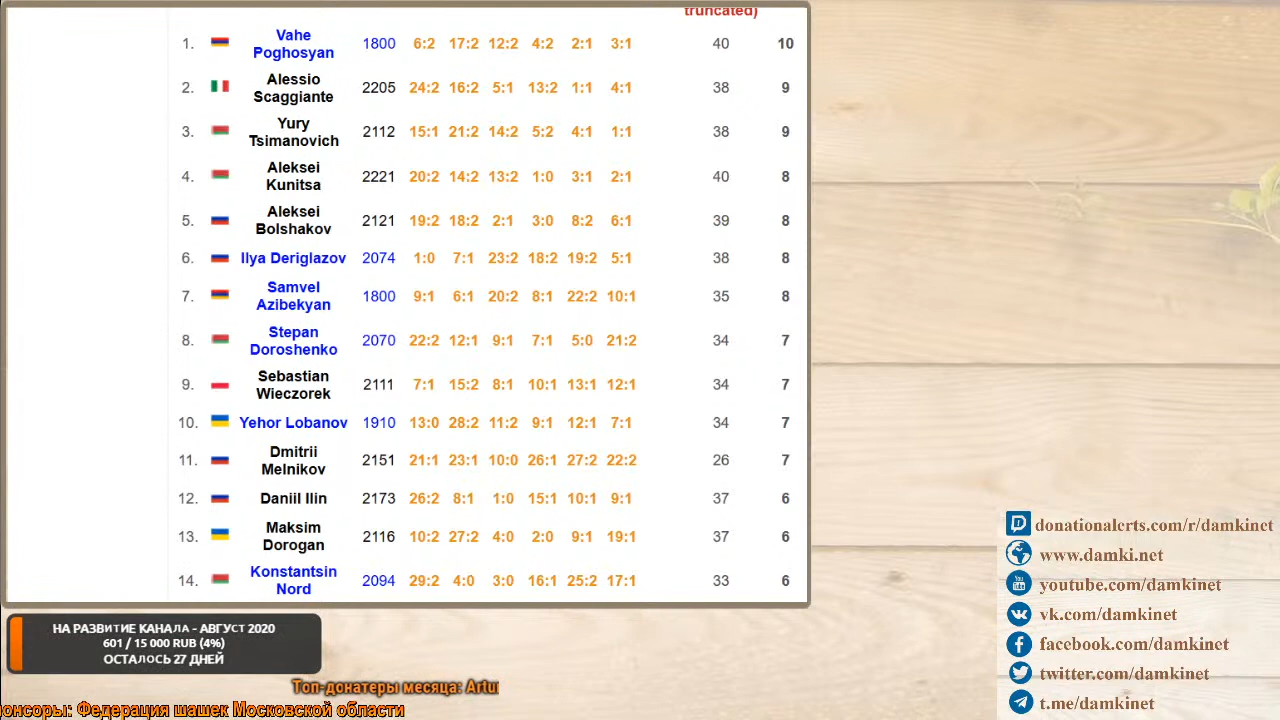 truncated)
1. Vahe Poghosyan 1800 6:2 17:2 12:2 4:2 2:1 3:1 40 10
2. Alessio Scaggiante 2205 24:2 16:2 5:1 13:2 1:1 4:1 38 9
3. Yury Tsimanovich 2112 15:1 21:2 14:2 5:2 4:1 1:1 38 9
4. Aleksei Kunitsa 2221 20:2 14:2 13:2 1:0 3:1 2:1 40 8
5. Aleksei Bolshakov 2121 19:2 18:2 2:1 3:0 8:2 6:1 39 8
6. Ilya Deriglazov 2074 1:0 7:1 23:2 18:2 19:2 5:1 38 8
7. Samvel Azibekyan 1800 9:1 6:1 20:2 8:1 22:2 10:1 35 8
8. Stepan Doroshenko 2070 22:2 12:1 9:1 7:1 5:0 21:2 34 7
9. Sebastian Wieczorek 2111 7:1 15:2 8:1 10:1 13:1 12:1 34 7
10. Yehor Lobanov 1910 13:0 28:2 11:2 9:1 12:1 7:1 34 7
11. Dmitrii Melnikov 2151 21:1 23:1 10:0 26:1 27:2 22:2 26 7
12. Daniil Ilin 2173 26:2 8:1 1:0 15:1 10:1 9:1 37 6
13. Maksim Dorogan 2116 10:2 27:2 4:0 2:0 9:1 19:1 37 6
14. Konstantsin Nord 2094 29:2 4:0 3:0 16:1 25:2 17:1 33 6
НА РАЗВИТИЕ КАНАЛА - АВГУСТ 2020
601 / 15 000 RUB (4%)
ОСТАЛОСЬ 27 ДНЕЙ
Топ-донатеры месяца: Artu
онсоры: Федерация шашек Московской области
donationalerts.com/r/damkinet
www.damki.net
youtube.com/damkinet
vk.com/damkinet
facebook.com/damkinet
twitter.com/damkinet
t.me/damkinet